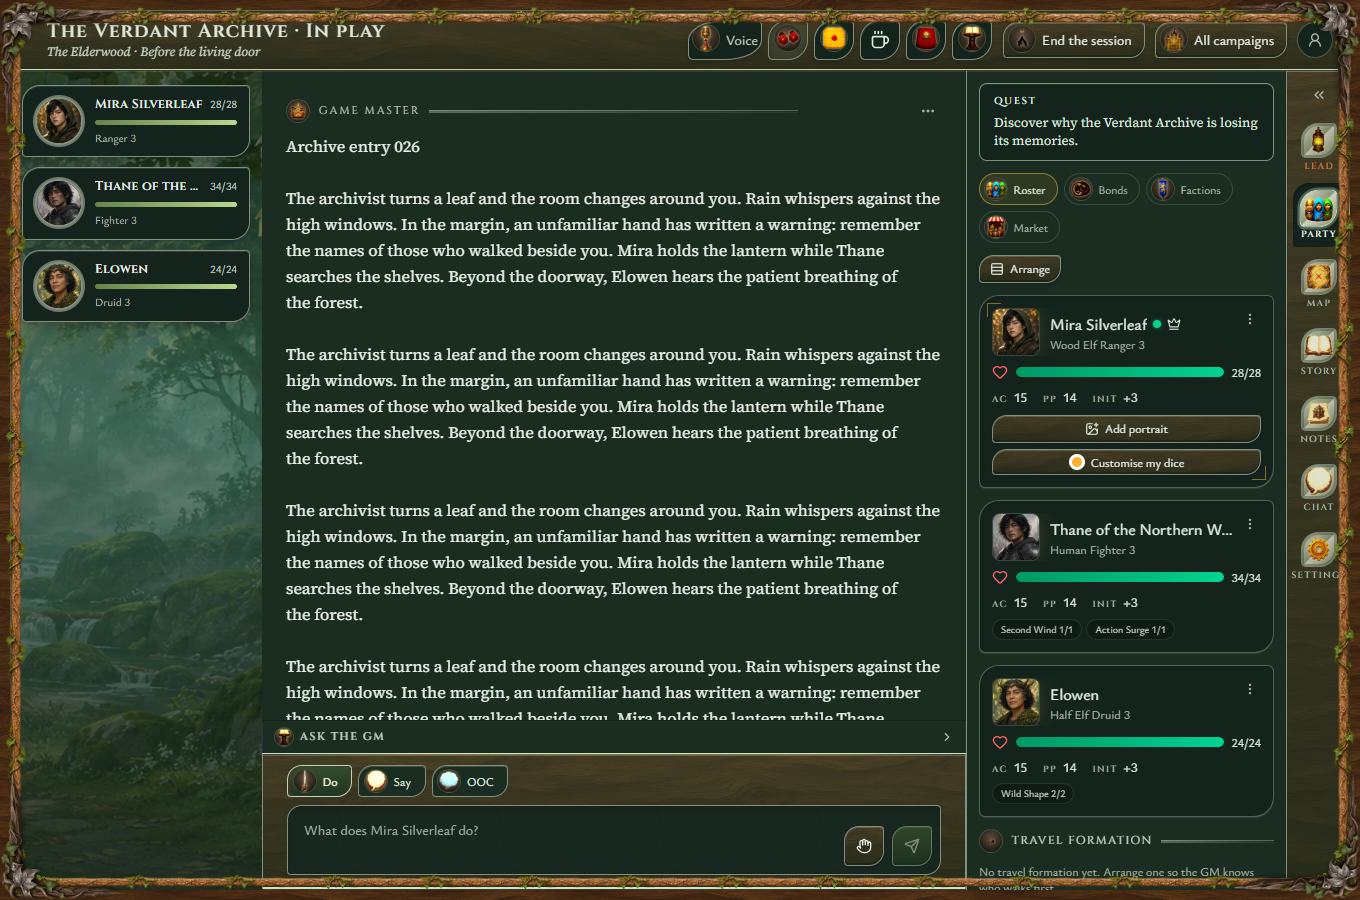 The Verdant Archive · In play
The Elderwood · Before the living door
Voice
End the session
All campaigns
Mira Silverleaf 28/28
Ranger 3
Thane of the ... 34/34
Fighter 3
Elowen 24/24
Druid 3
GAME MASTER
Archive entry 026
The archivist turns a leaf and the room changes around you. Rain whispers against the
high windows. In the margin, an unfamiliar hand has written a warning: remember
the names of those who walked beside you. Mira holds the lantern while Thane
searches the shelves. Beyond the doorway, Elowen hears the patient breathing of
the forest.
The archivist turns a leaf and the room changes around you. Rain whispers against the
high windows. In the margin, an unfamiliar hand has written a warning: remember
the names of those who walked beside you. Mira holds the lantern while Thane
searches the shelves. Beyond the doorway, Elowen hears the patient breathing of
the forest.
The archivist turns a leaf and the room changes around you. Rain whispers against the
high windows. In the margin, an unfamiliar hand has written a warning: remember
the names of those who walked beside you. Mira holds the lantern while Thane
searches the shelves. Beyond the doorway, Elowen hears the patient breathing of
the forest.
The archivist turns a leaf and the room changes around you. Rain whispers against the
high windows. In the margin, an unfamiliar hand has written a warning: remember
the names of those who walked beside you. Mira holds the lantern while Thane
ASK THE GM
Do
Say
OOC
What does Mira Silverleaf do?
QUEST
Discover why the Verdant Archive is losing
its memories.
Roster
Bonds
Factions
Market
Arrange
Mira Silverleaf
Wood Elf Ranger 3
28/28
AC 15 PP 14 INIT +3
Add portrait
Customise my dice
Thane of the Northern W...
Human Fighter 3
34/34
AC 15 PP 14 INIT +3
Second Wind 1/1
Action Surge 1/1
Elowen
Half Elf Druid 3
24/24
AC 15 PP 14 INIT +3
Wild Shape 2/2
TRAVEL FORMATION
No travel formation yet. Arrange one so the GM knows
who walks first.
LEAD
PARTY
MAP
STORY
NOTES
CHAT
SETTING